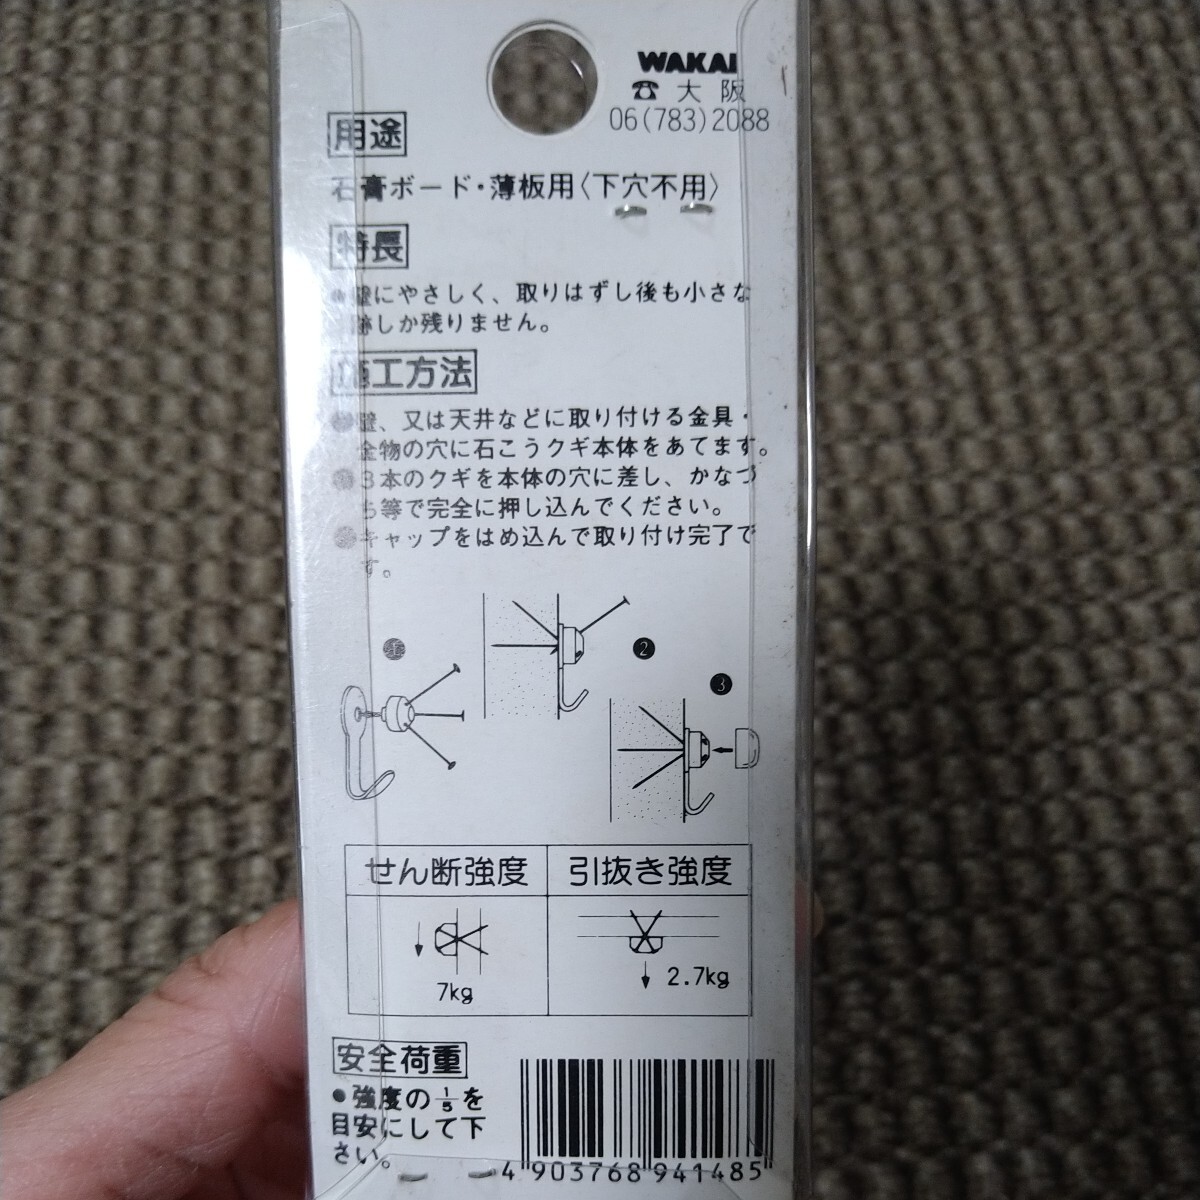 WAKAI
☎ 大阪
06(783)2088
用途
石膏ボード・薄板用〈下穴不用〉
特長
壁にやさしく、取りはずし後も小さな
跡しか残りません。
施工方法
壁、又は天井などに取り付ける金具・
金物の穴に石こうクギ本体をあてます。
3本のクギを本体の穴に差し、かなづ
ち等で完全に押し込んでください。
キャップをはめ込んで取り付け完了で
す。
1
2
3
せん断強度 引抜き強度
7kg
2.7kg
安全荷重
●強度の1/5を
目安にして下
さい。
4 903768 941485